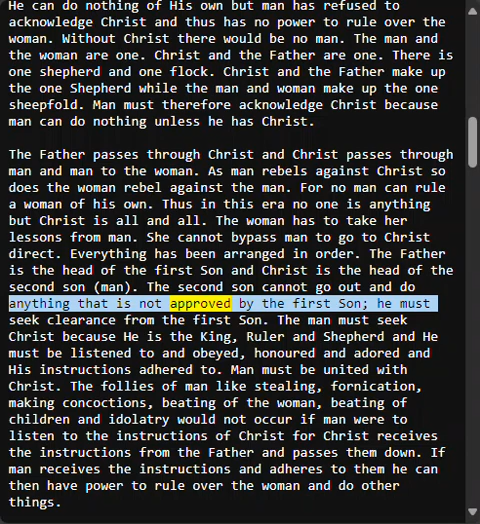 He can do nothing of His own but man has refused to
acknowledge Christ and thus has no power to rule over the
woman. Without Christ there would be no man. The man and
the woman are one. Christ and the Father are one. There is
one shepherd and one flock. Christ and the Father make up
the one Shepherd while the man and woman make up the one
sheepfold. Man must therefore acknowledge Christ because
man can do nothing unless he has Christ.

The Father passes through Christ and Christ passes through
man and man to the woman. As man rebels against Christ so
does the woman rebel against the man. For no man can rule
a woman of his own. Thus in this era no one is anything
but Christ is all and all. The woman has to take her
lessons from man. She cannot bypass man to go to Christ
direct. Everything has been arranged in order. The Father
is the head of the first Son and Christ is the head of the
second son (man). The second son cannot go out and do
anything that is not approved by the first Son; he must
seek clearance from the first Son. The man must seek
Christ because He is the King, Ruler and Shepherd and He
must be listened to and obeyed, honoured and adored and
His instructions adhered to. Man must be united with
Christ. The follies of man like stealing, fornication,
making concoctions, beating of the woman, beating of
children and idolatry would not occur if man were to
listen to the instructions of Christ for Christ receives
the instructions from the Father and passes them down. If
man receives the instructions and adheres to them he can
then have power to rule over the woman and do other
things.